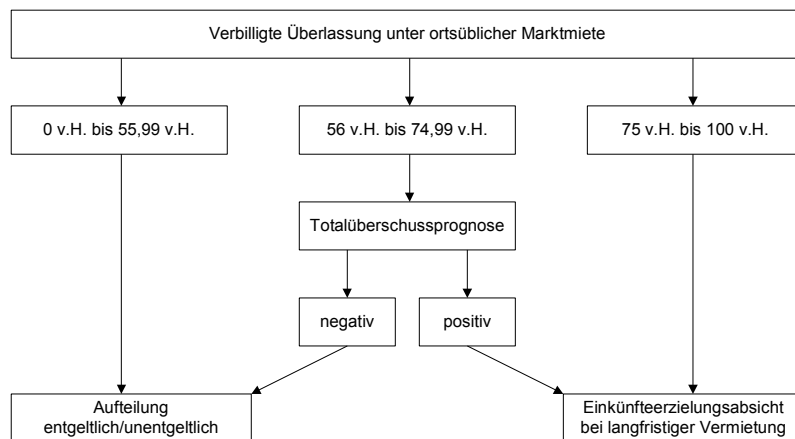 Verbilligte Überlassung unter ortsüblicher Marktmiete
0 v.H. bis 55,99 v.H.
56 v.H. bis 74,99 v.H.
75 v.H. bis 100 v.H.
Totalüberschussprognose
negativ
positiv
Aufteilung
entgeltlich/unentgeltlich
Einkünfteerzielungsabsicht
bei langfristiger Vermietung